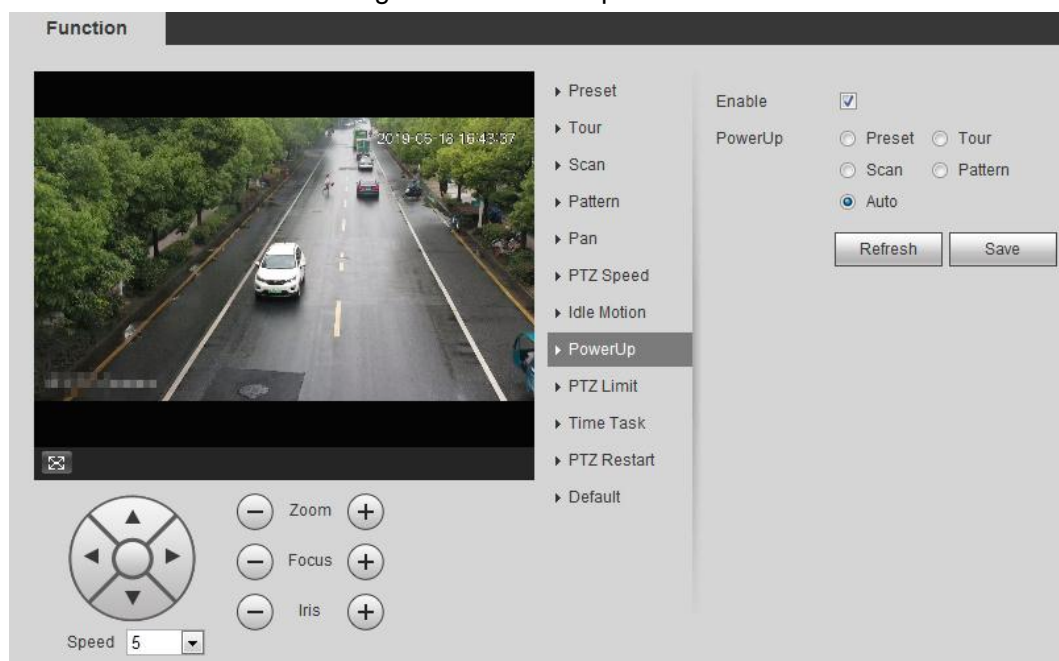 Function
2019-05-18 16:43:37
Preset
Tour
Scan
Pattern
Pan
PTZ Speed
Idle Motion
PowerUp
PTZ Limit
Time Task
PTZ Restart
Default
Enable
PowerUp
Preset Tour
Scan Pattern
Auto
Refresh Save
Zoom
Focus
Iris
Speed 5